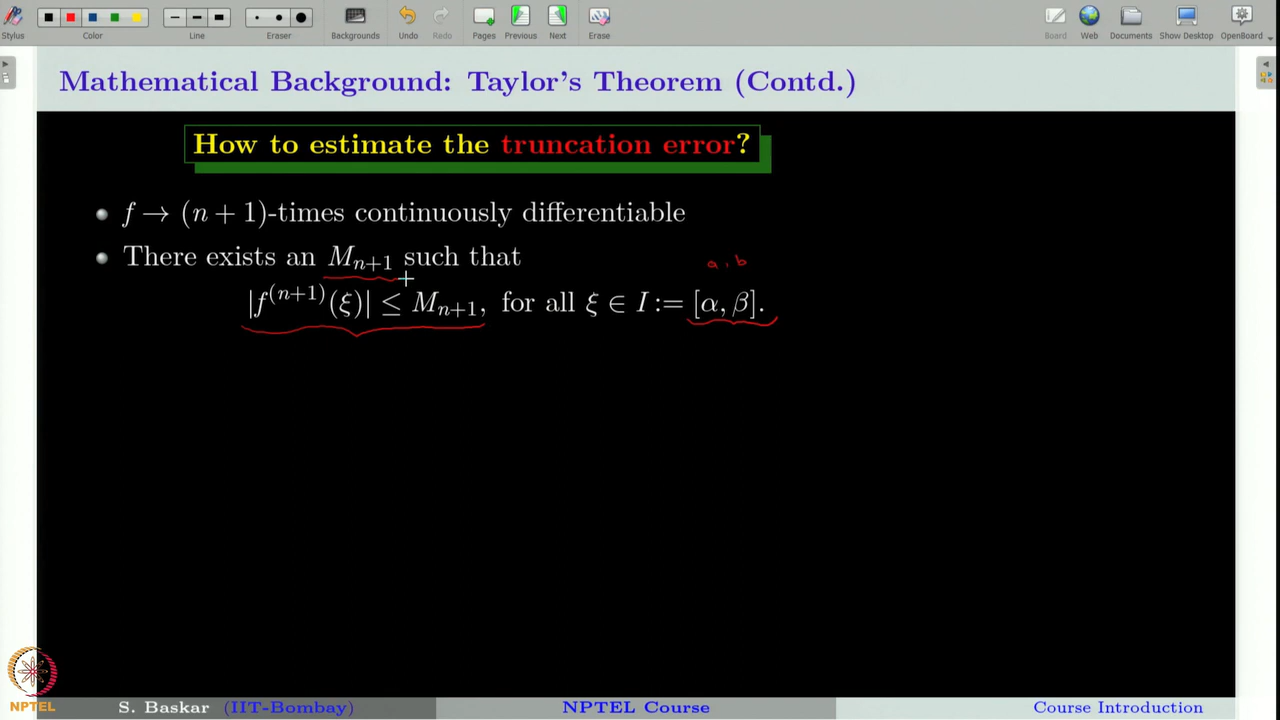 Stylus Color Line Eraser Backgrounds Undo Redo Pages Previous Next Erase Board Web Documents Show Desktop OpenBoard
Mathematical Background: Taylor's Theorem (Contd.)
How to estimate the truncation error?
f → (n + 1)-times continuously differentiable
There exists an Mₙ₊₁ such that
a, b
|f⁽ⁿ⁺¹⁾(ξ)| ≤ Mₙ₊₁, for all ξ ∈ I := [α, β].
NPTEL
S. Baskar (IIT-Bombay) NPTEL Course Course Introduction